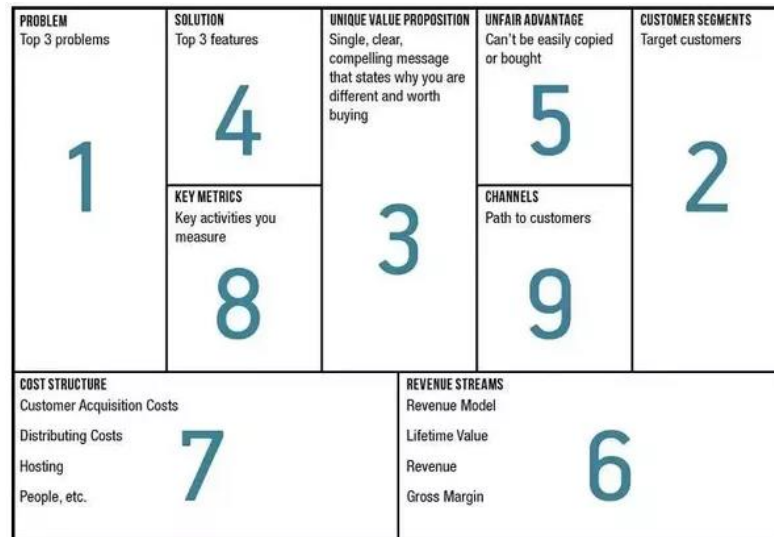 PROBLEM
Top 3 problems
1
SOLUTION
Top 3 features
4
KEY METRICS
Key activities you
measure
8
UNIQUE VALUE PROPOSITION
Single, clear,
compelling message
that states why you are
different and worth
buying
3
UNFAIR ADVANTAGE
Can't be easily copied
or bought
5
CHANNELS
Path to customers
9
CUSTOMER SEGMENTS
Target customers
2
COST STRUCTURE
Customer Acquisition Costs
Distributing Costs
Hosting
People, etc.
7
REVENUE STREAMS
Revenue Model
Lifetime Value
Revenue
Gross Margin
6